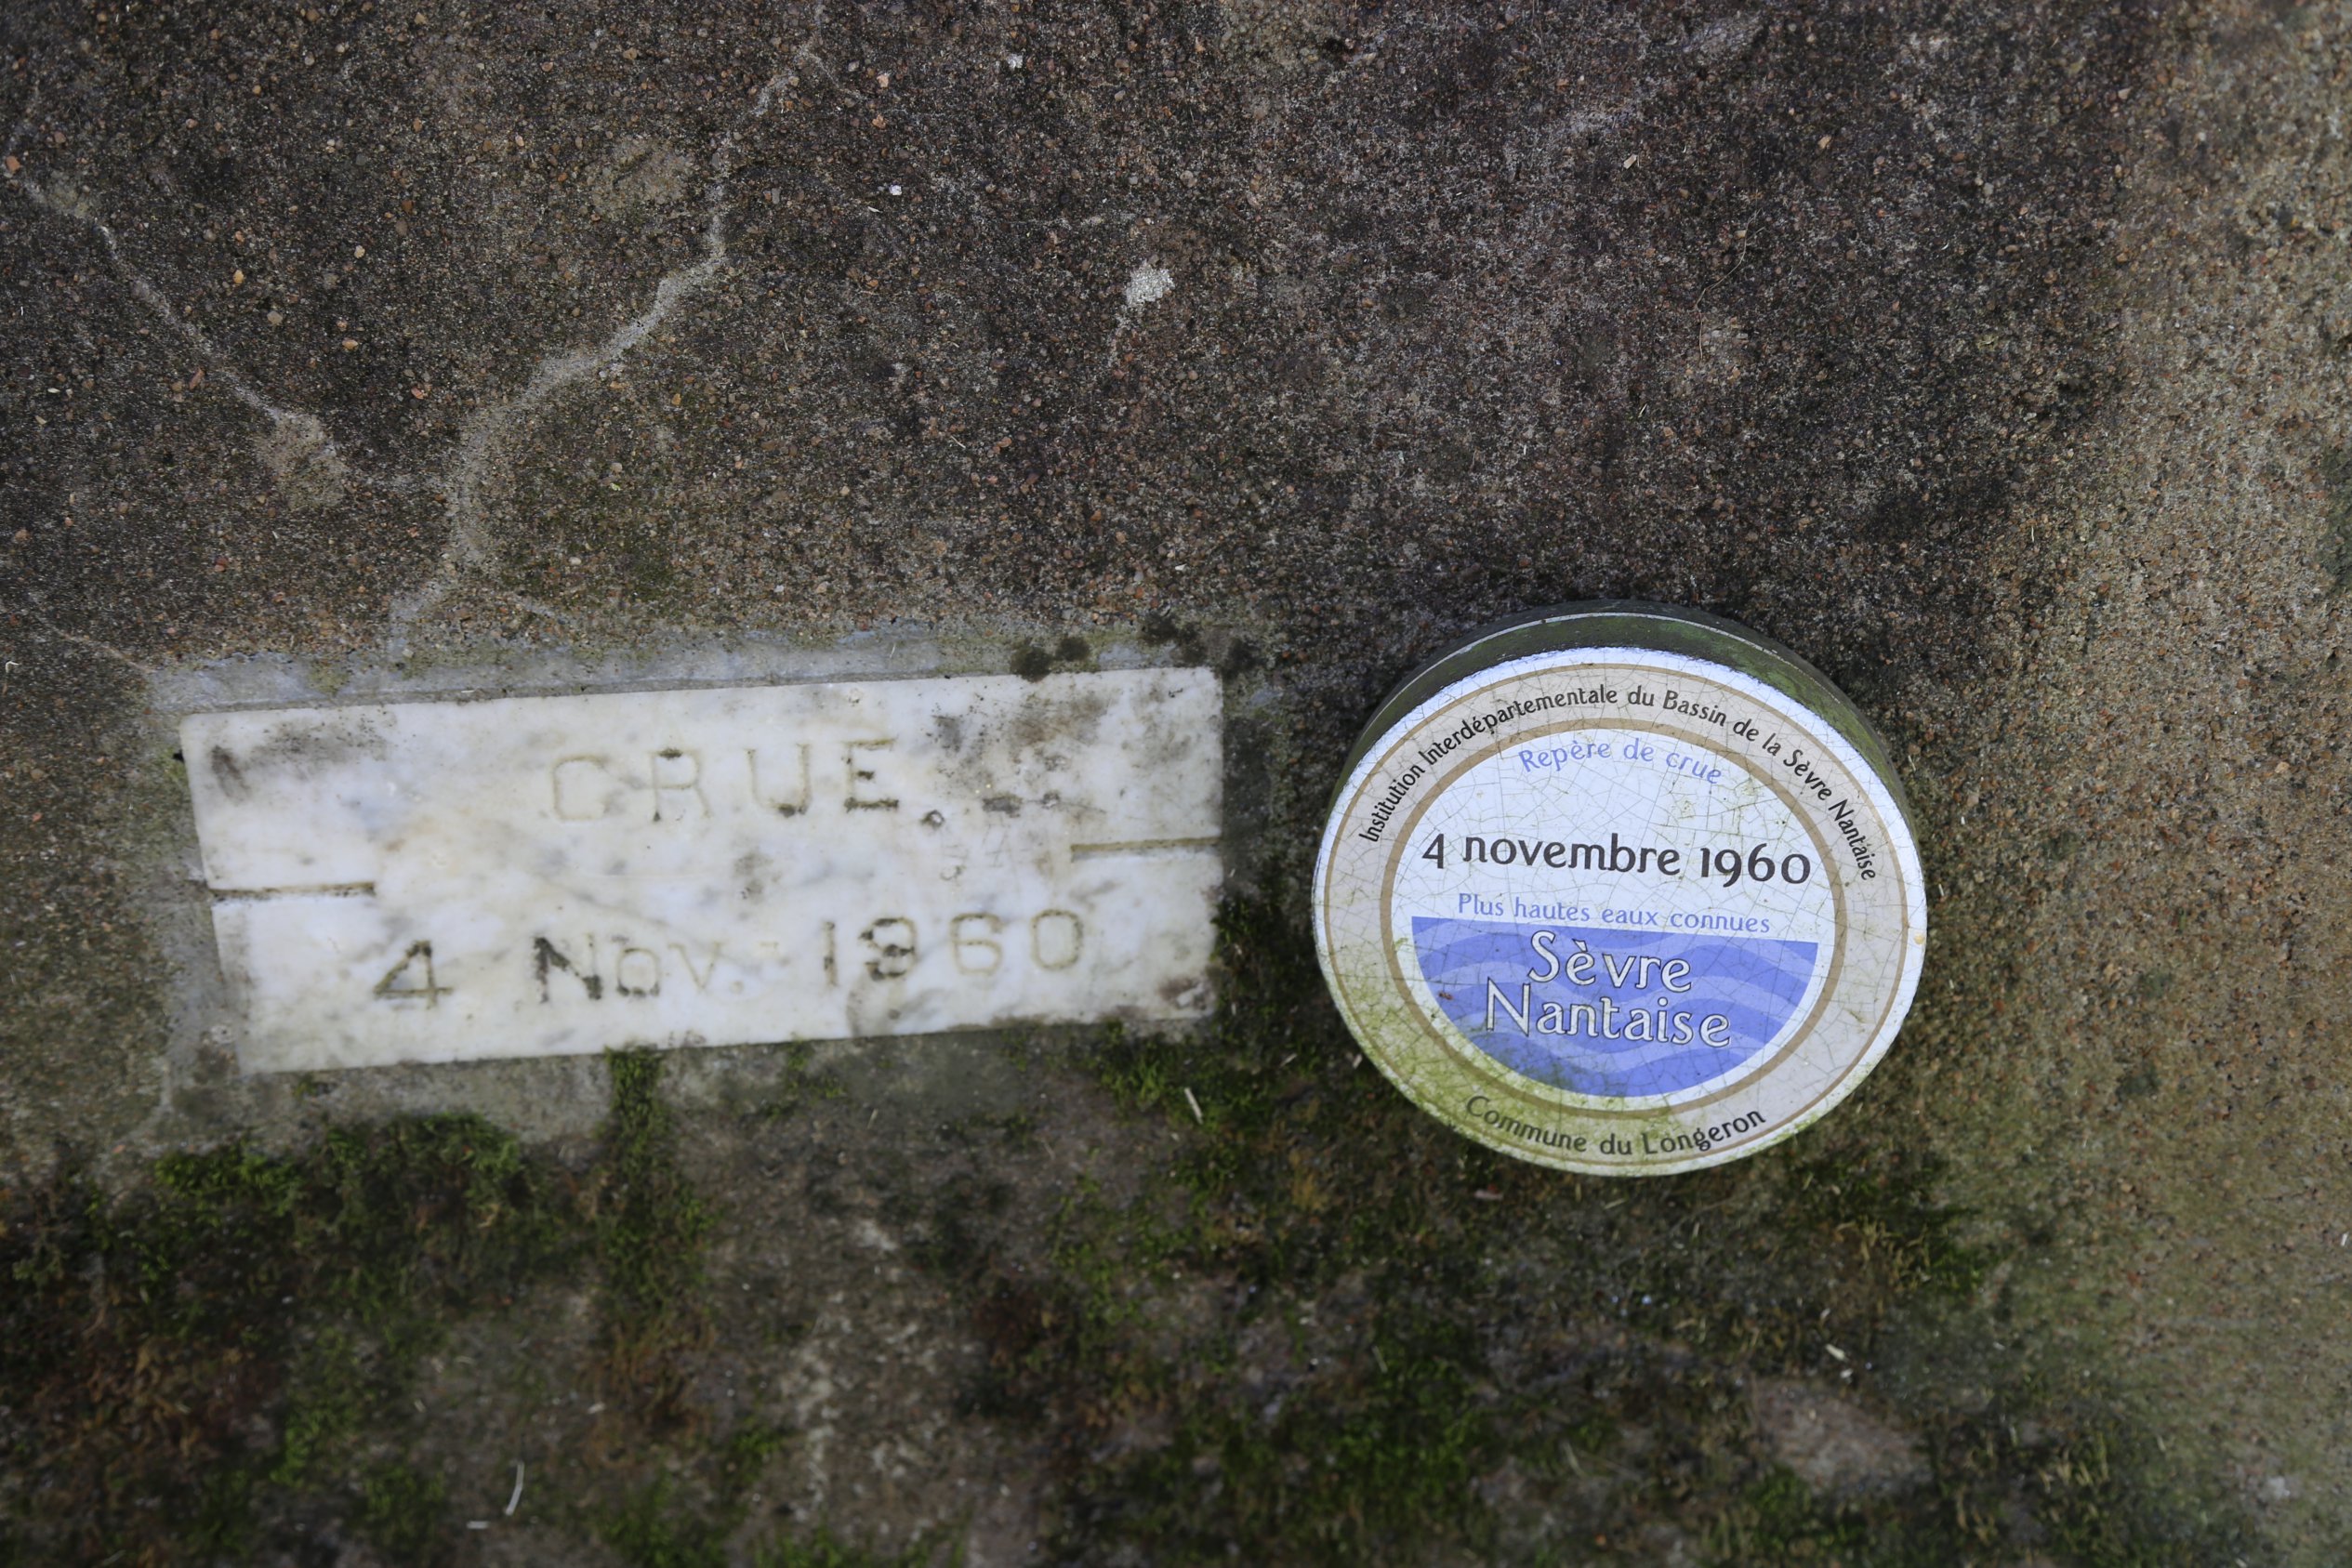 CRUE
4 Nov. 1960
Institution Interdépartementale du Bassin de la Sèvre Nantaise
Repère de crue
4 novembre 1960
Plus hautes eaux connues
Sèvre
Nantaise
Commune du Longeron